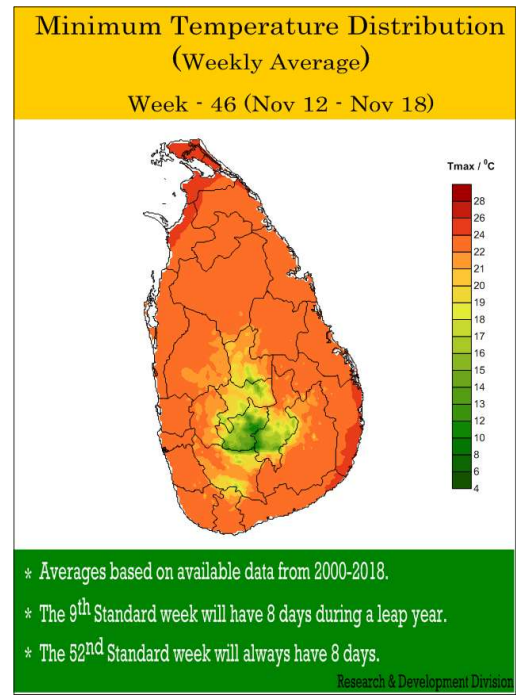 Minimum Temperature Distribution
(Weekly Average)
Week - 46 (Nov 12 - Nov 18)
Tmax / ⁰C
28
26
24
22
21
20
19
18
17
16
15
14
12
10
8
6
4
* Averages based on available data from 2000-2018.
* The 9th Standard week will have 8 days during a leap year.
* The 52nd Standard week will always have 8 days.
Research & Development Division